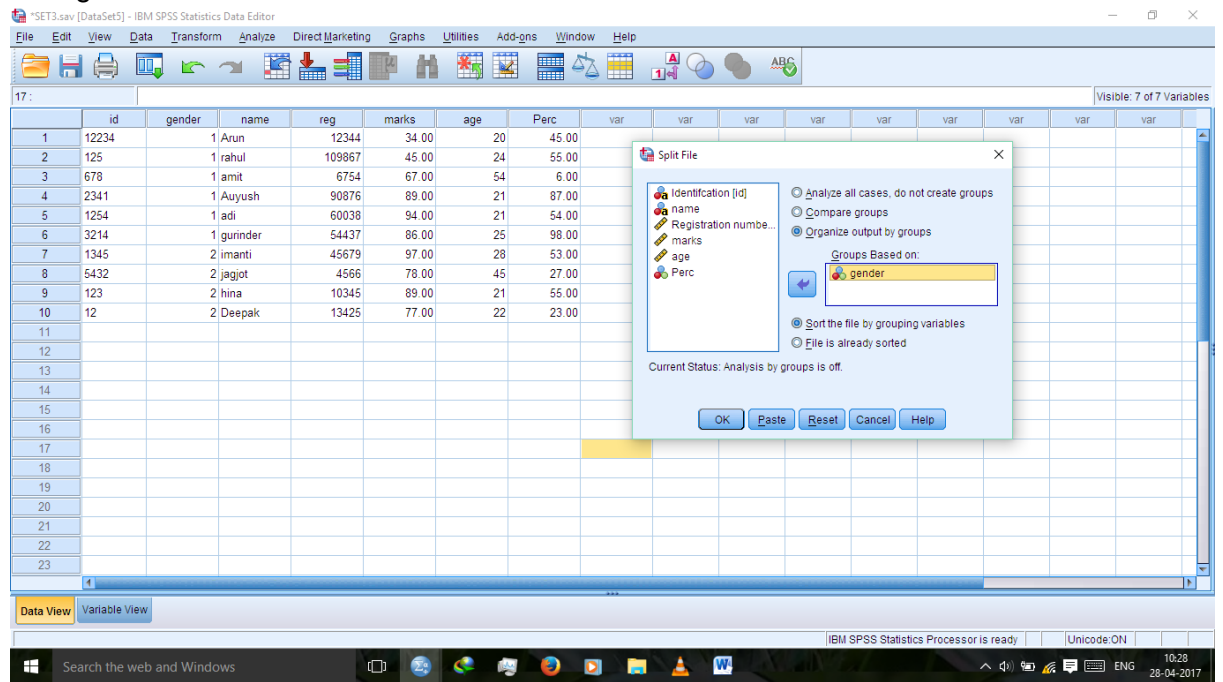 *SET3.sav [DataSet5] - IBM SPSS Statistics Data Editor
File Edit View Data Transform Analyze Direct Marketing Graphs Utilities Add-ons Window Help
17 :
Visible: 7 of 7 Variables
id gender name reg marks age Perc var var var var var var var var var
1 12234 1 Arun 12344 34.00 20 45.00
2 125 1 rahul 109867 45.00 24 55.00
3 678 1 amit 6754 67.00 54 6.00
4 2341 1 Auyush 90876 89.00 21 87.00
5 1254 1 adi 60038 94.00 21 54.00
6 3214 1 gurinder 54437 86.00 25 98.00
7 1345 2 imanti 45679 97.00 28 53.00
8 5432 2 jagjot 4566 78.00 45 27.00
9 123 2 hina 10345 89.00 21 55.00
10 12 2 Deepak 13425 77.00 22 23.00
11
12
13
14
15
16
17
18
19
20
21
22
23
Split File
Identifcation [id]
name
Registration numbe...
marks
age
Perc
Analyze all cases, do not create groups
Compare groups
Organize output by groups
Groups Based on:
gender
Sort the file by grouping variables
File is already sorted
Current Status: Analysis by groups is off.
OK Paste Reset Cancel Help
Data View Variable View
IBM SPSS Statistics Processor is ready Unicode:ON
Search the web and Windows
ENG
10:28
28-04-2017